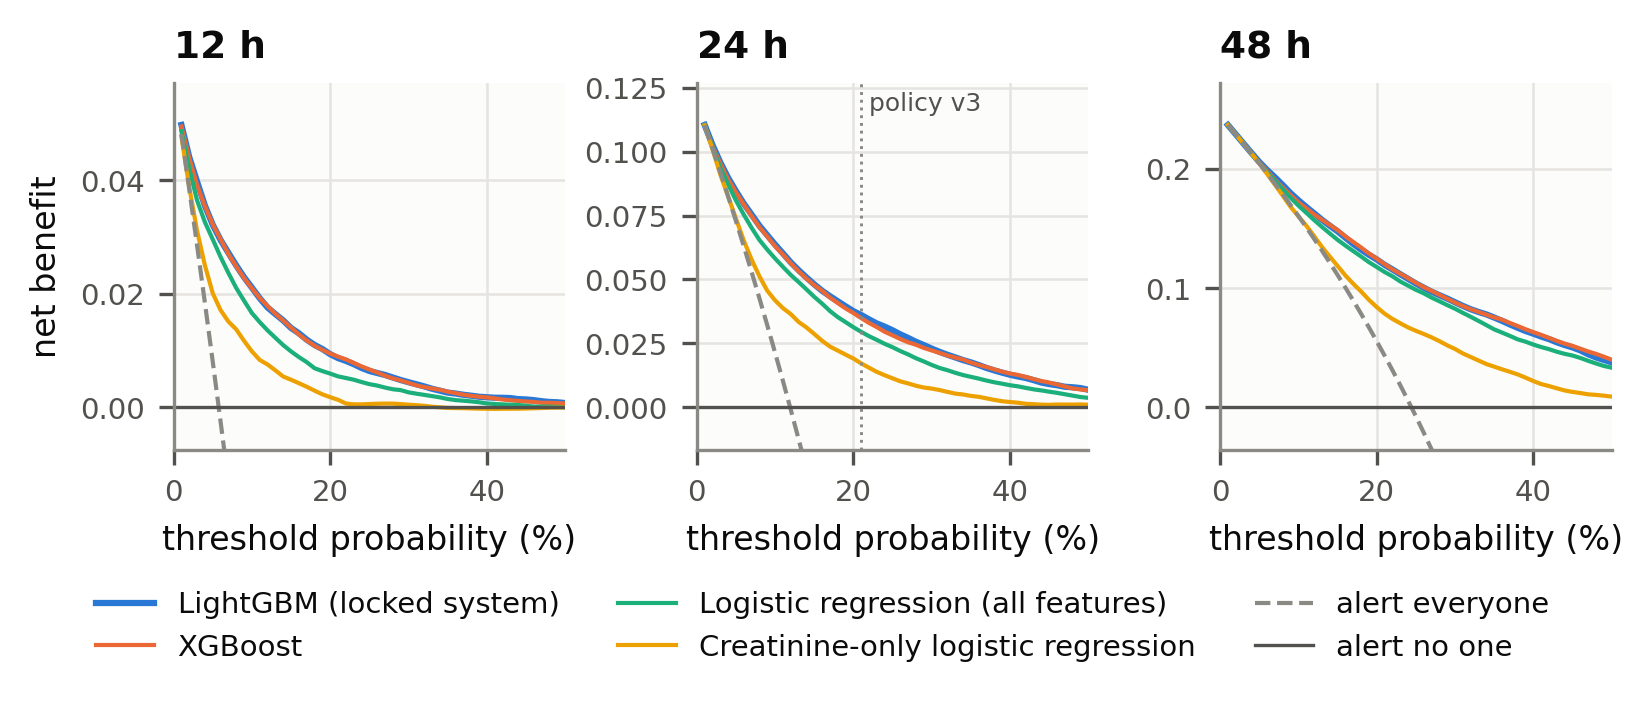 12 h
24 h
48 h
net benefit
0.04
0.02
0.00
0.125
0.100
0.075
0.050
0.025
0.000
0.2
0.1
0.0
policy v3
0 20 40
0 20 40
0 20 40
threshold probability (%)
threshold probability (%)
threshold probability (%)
LightGBM (locked system)
XGBoost
Logistic regression (all features)
Creatinine-only logistic regression
alert everyone
alert no one